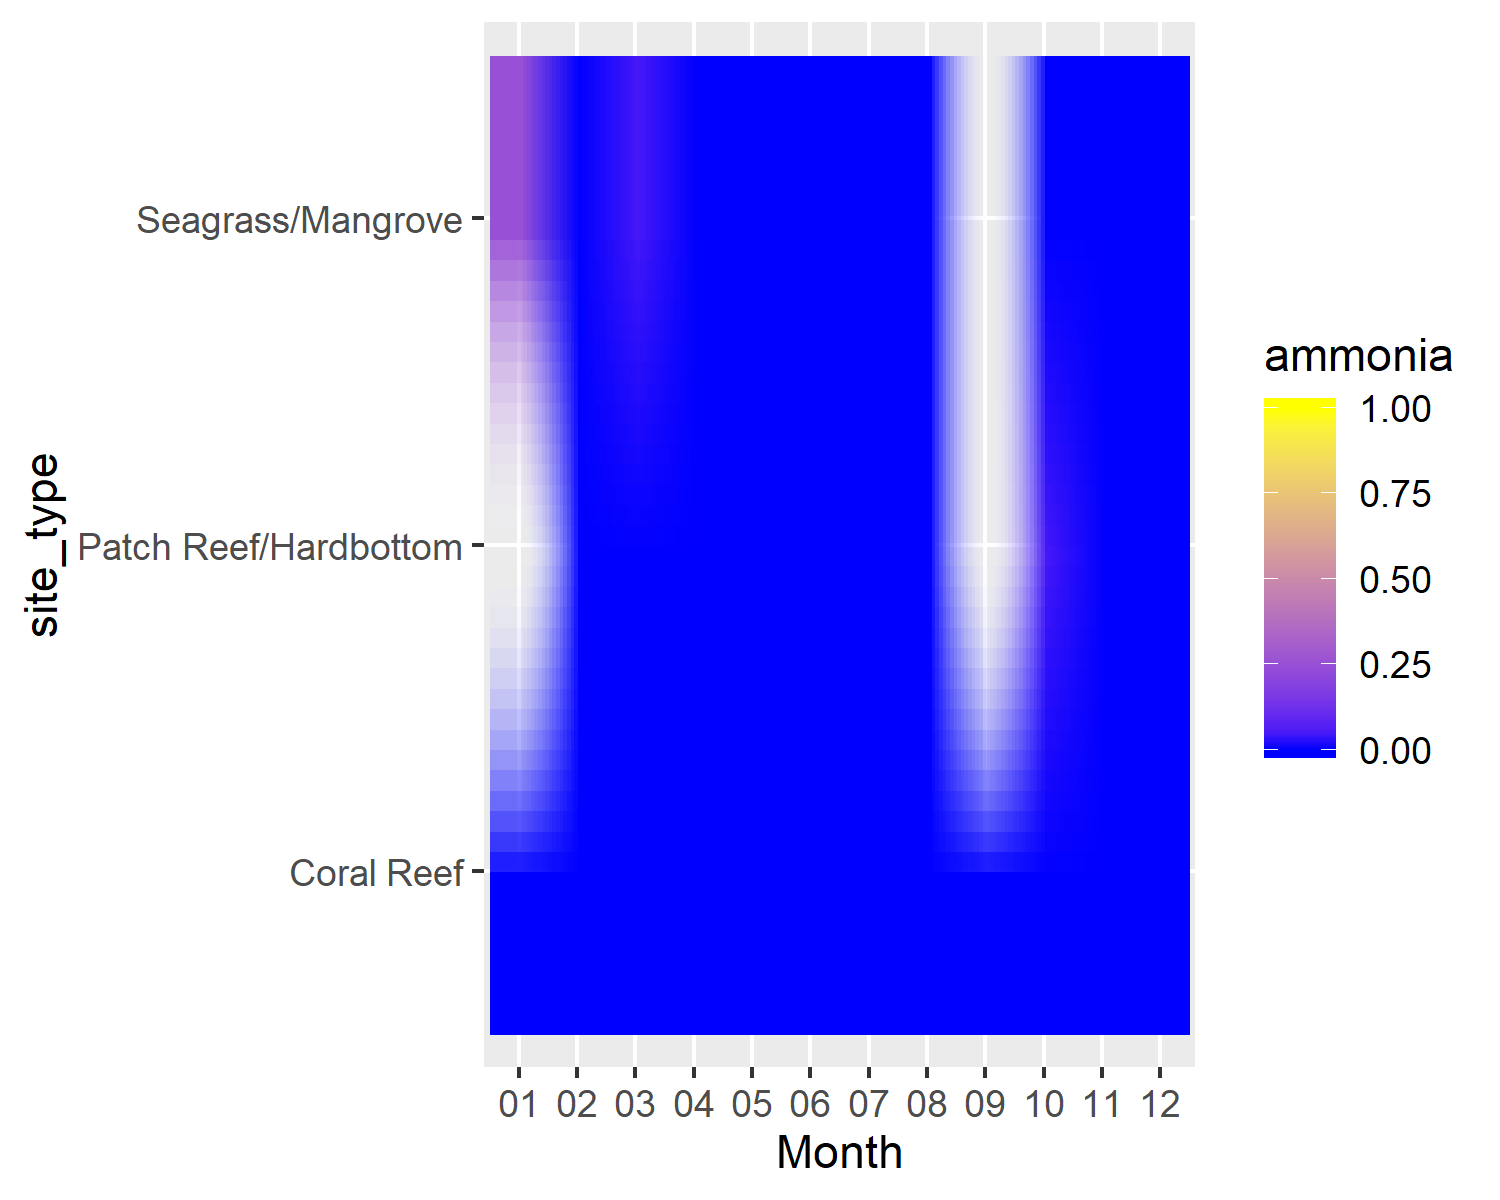 site_type
Seagrass/Mangrove
Patch Reef/Hardbottom
Coral Reef
01 02 03 04 05 06 07 08 09 10 11 12
Month
ammonia
1.00
0.75
0.50
0.25
0.00